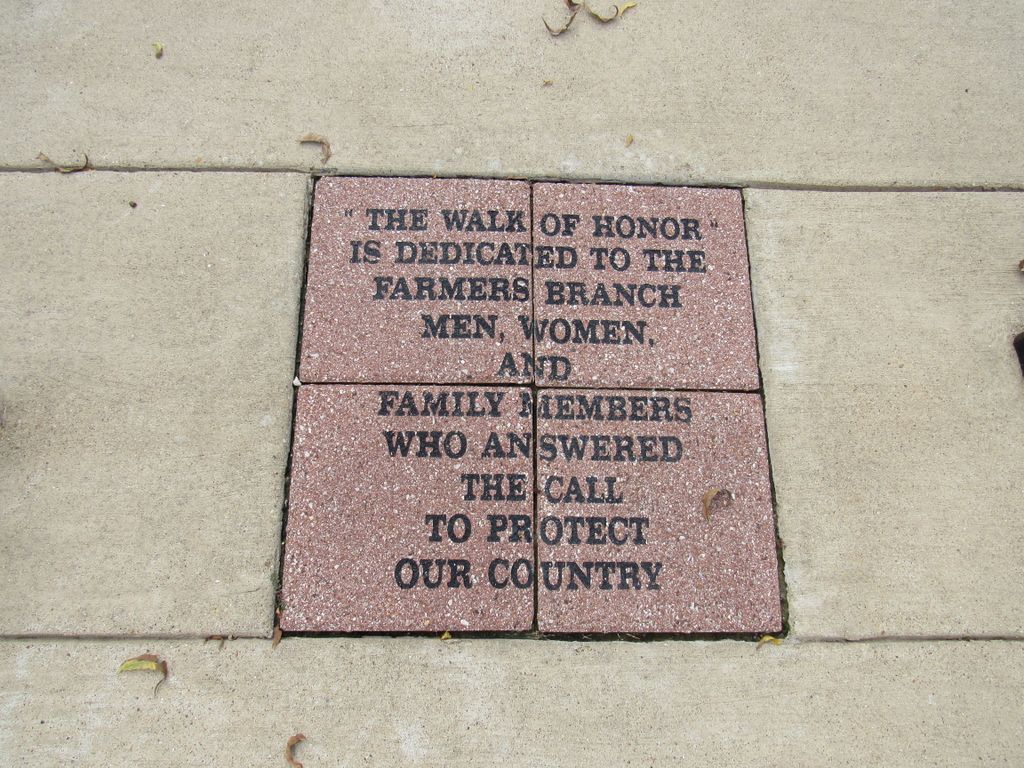 " THE WALK OF HONOR "
IS DEDICATED TO THE
FARMERS BRANCH
MEN, WOMEN,
AND
FAMILY MEMBERS
WHO ANSWERED
THE CALL
TO PROTECT
OUR COUNTRY